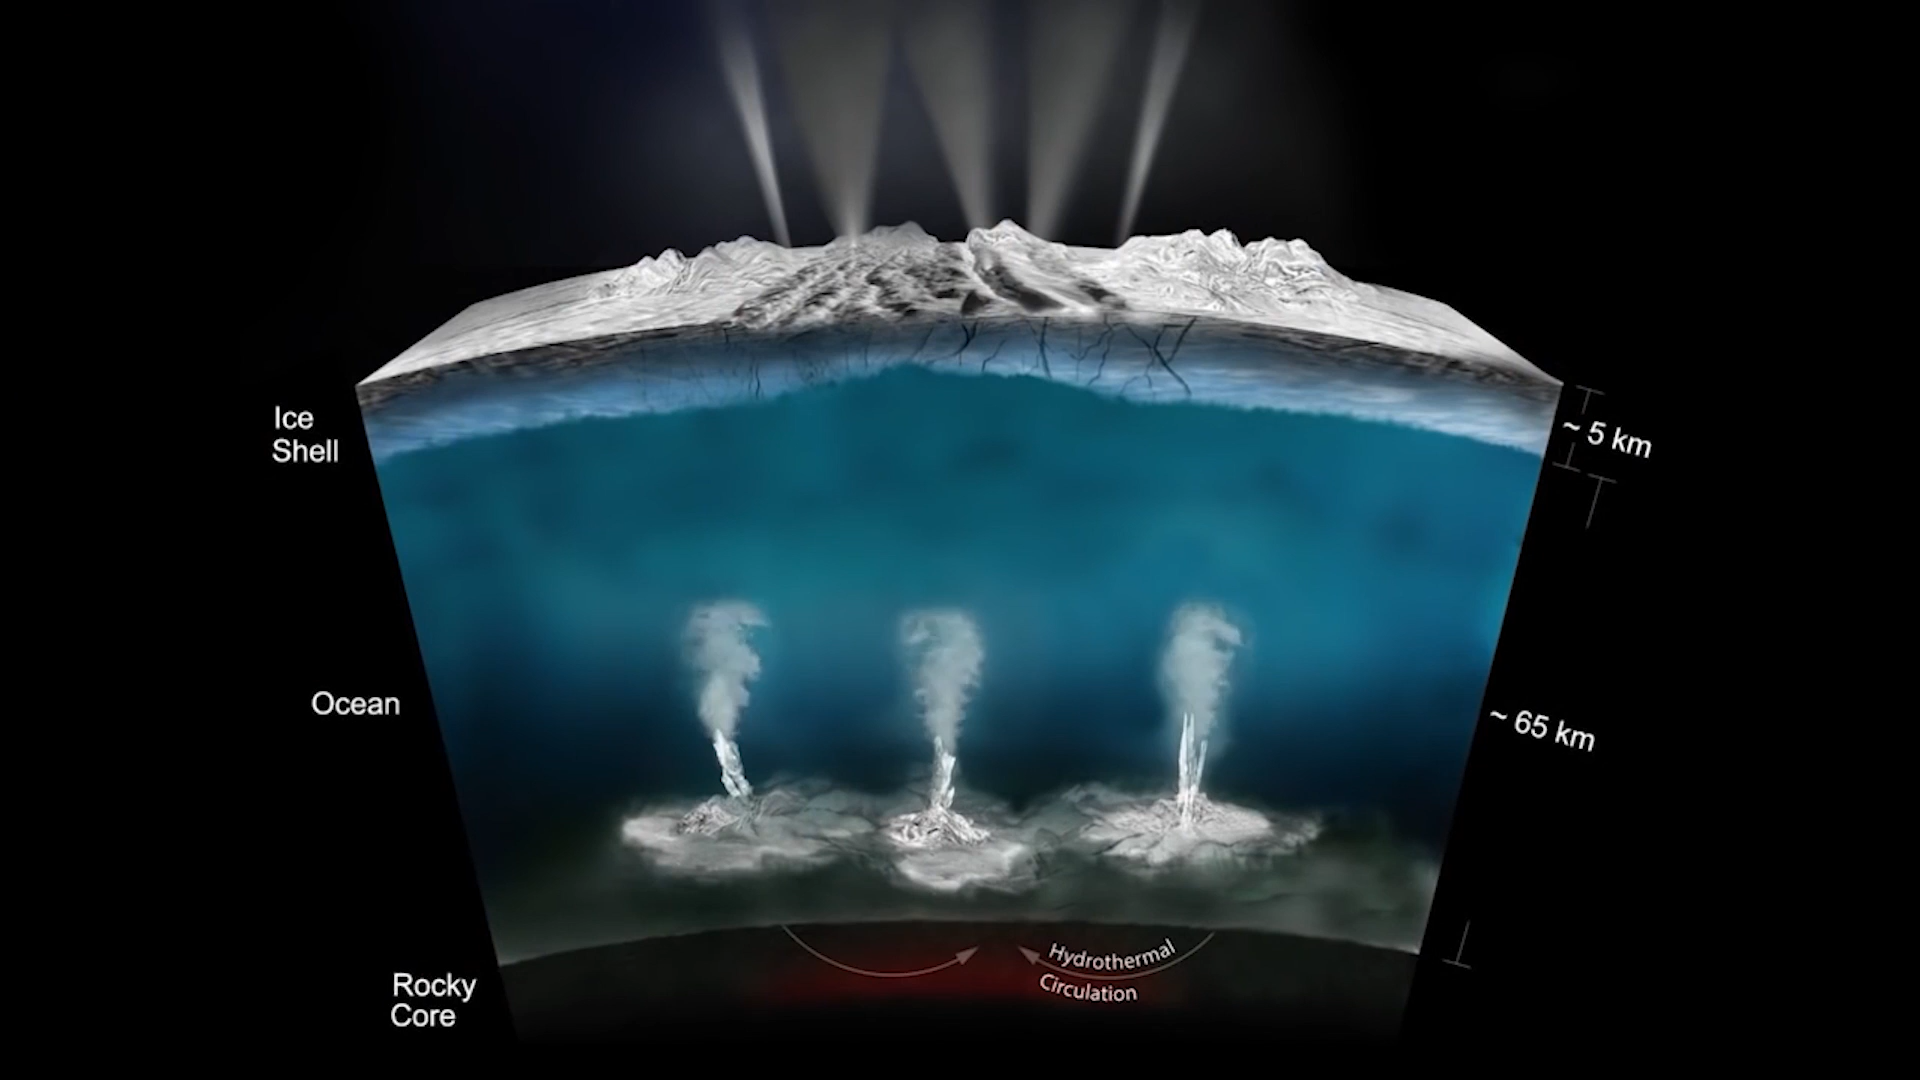 Ice
Shell
~ 5 km
Ocean
~ 65 km
Rocky
Core
Hydrothermal
Circulation